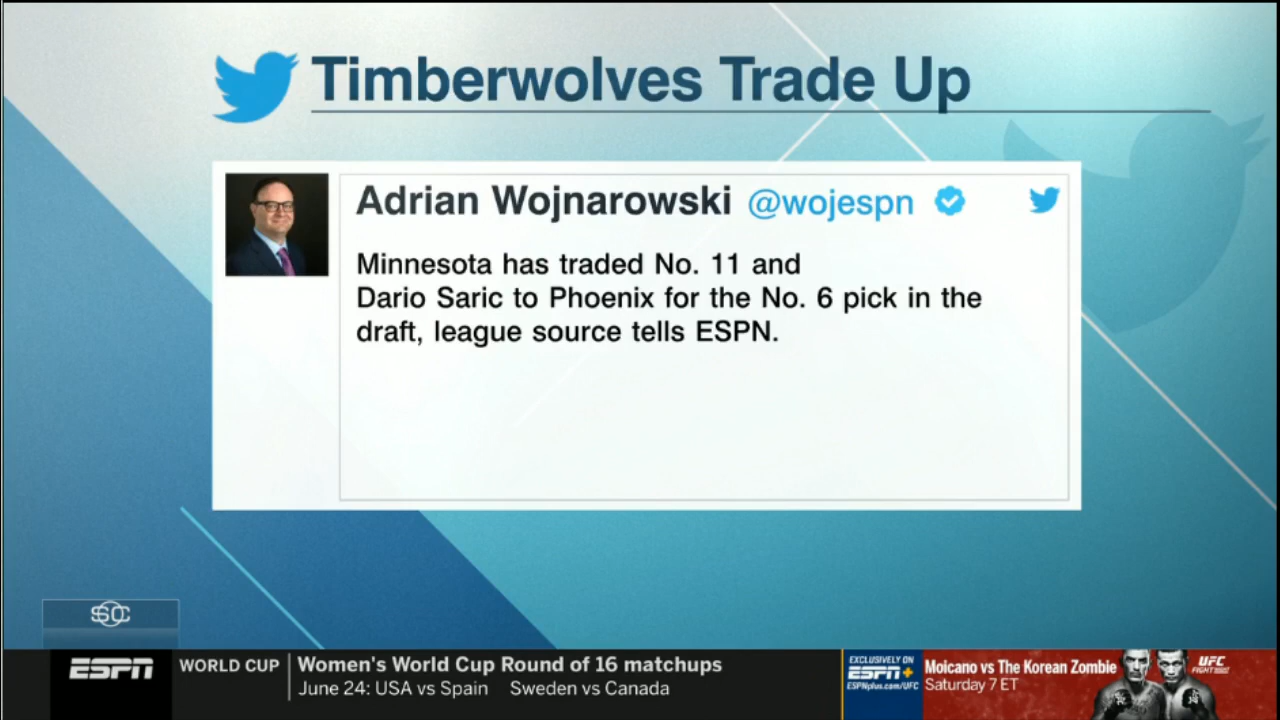 Timberwolves Trade Up
Adrian Wojnarowski @wojespn
Minnesota has traded No. 11 and
Dario Saric to Phoenix for the No. 6 pick in the
draft, league source tells ESPN.
SC
ESPN
WORLD CUP
Women's World Cup Round of 16 matchups
June 24: USA vs Spain Sweden vs Canada
EXCLUSIVELY ON
ESPN+
ESPNplus.com/UFC
Moicano vs The Korean Zombie
Saturday 7 ET
UFC
FIGHT NIGHT